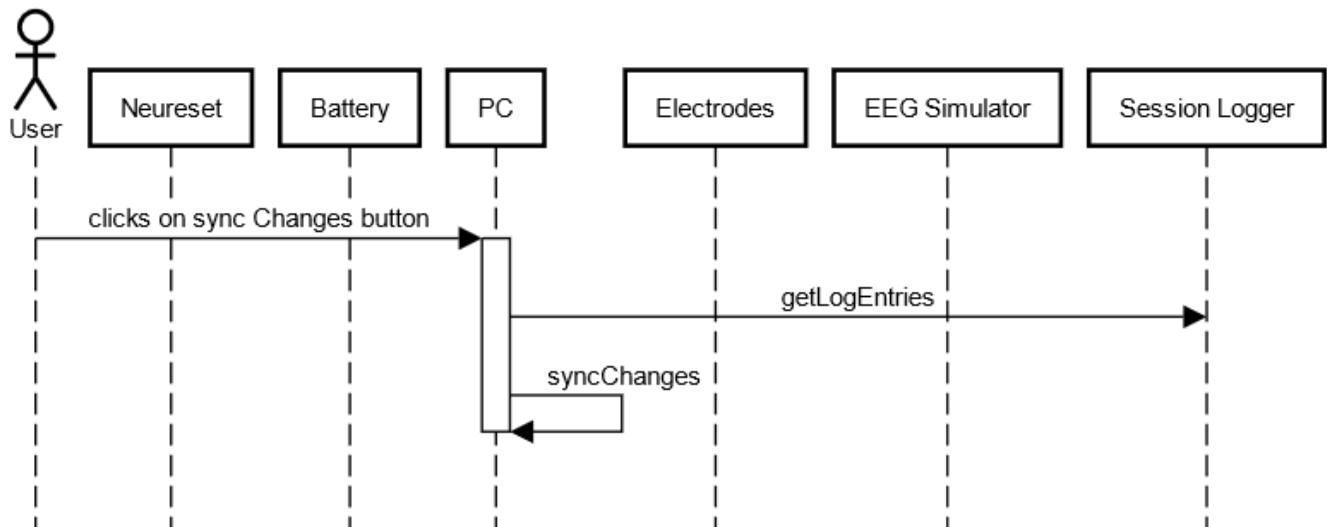 User
Neureset
Battery
PC
Electrodes
EEG Simulator
Session Logger
clicks on sync Changes button
getLogEntries
syncChanges